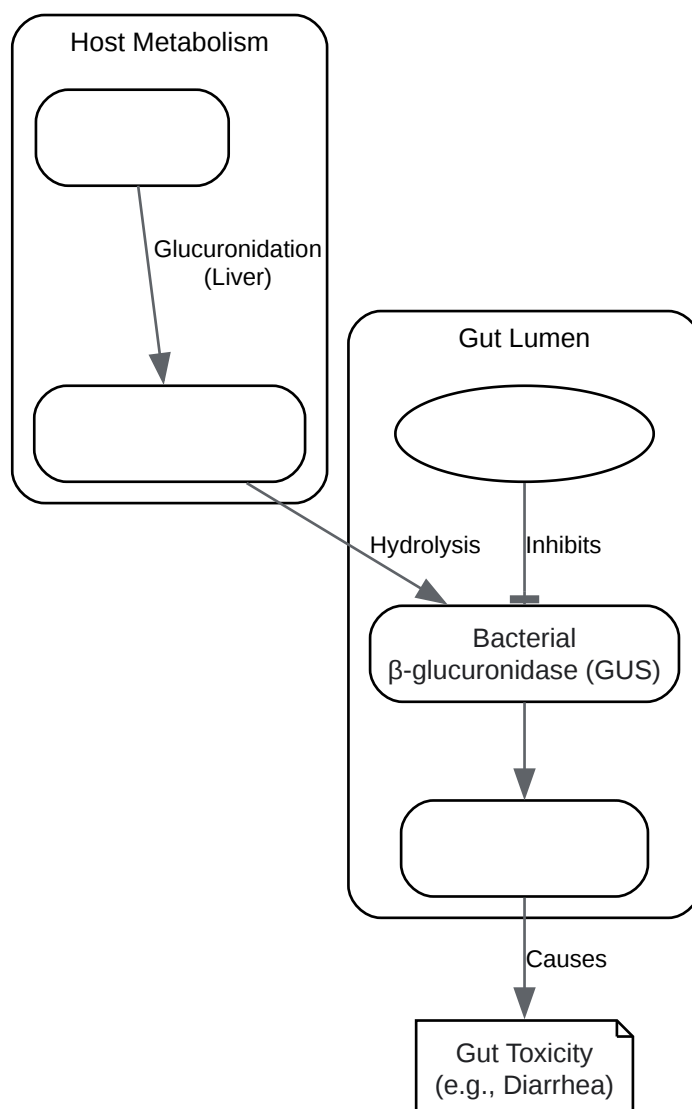 Host Metabolism
Glucuronidation
(Liver)
Gut Lumen
Hydrolysis
Inhibits
Bacterial
β-glucuronidase (GUS)
Causes
Gut Toxicity
(e.g., Diarrhea)